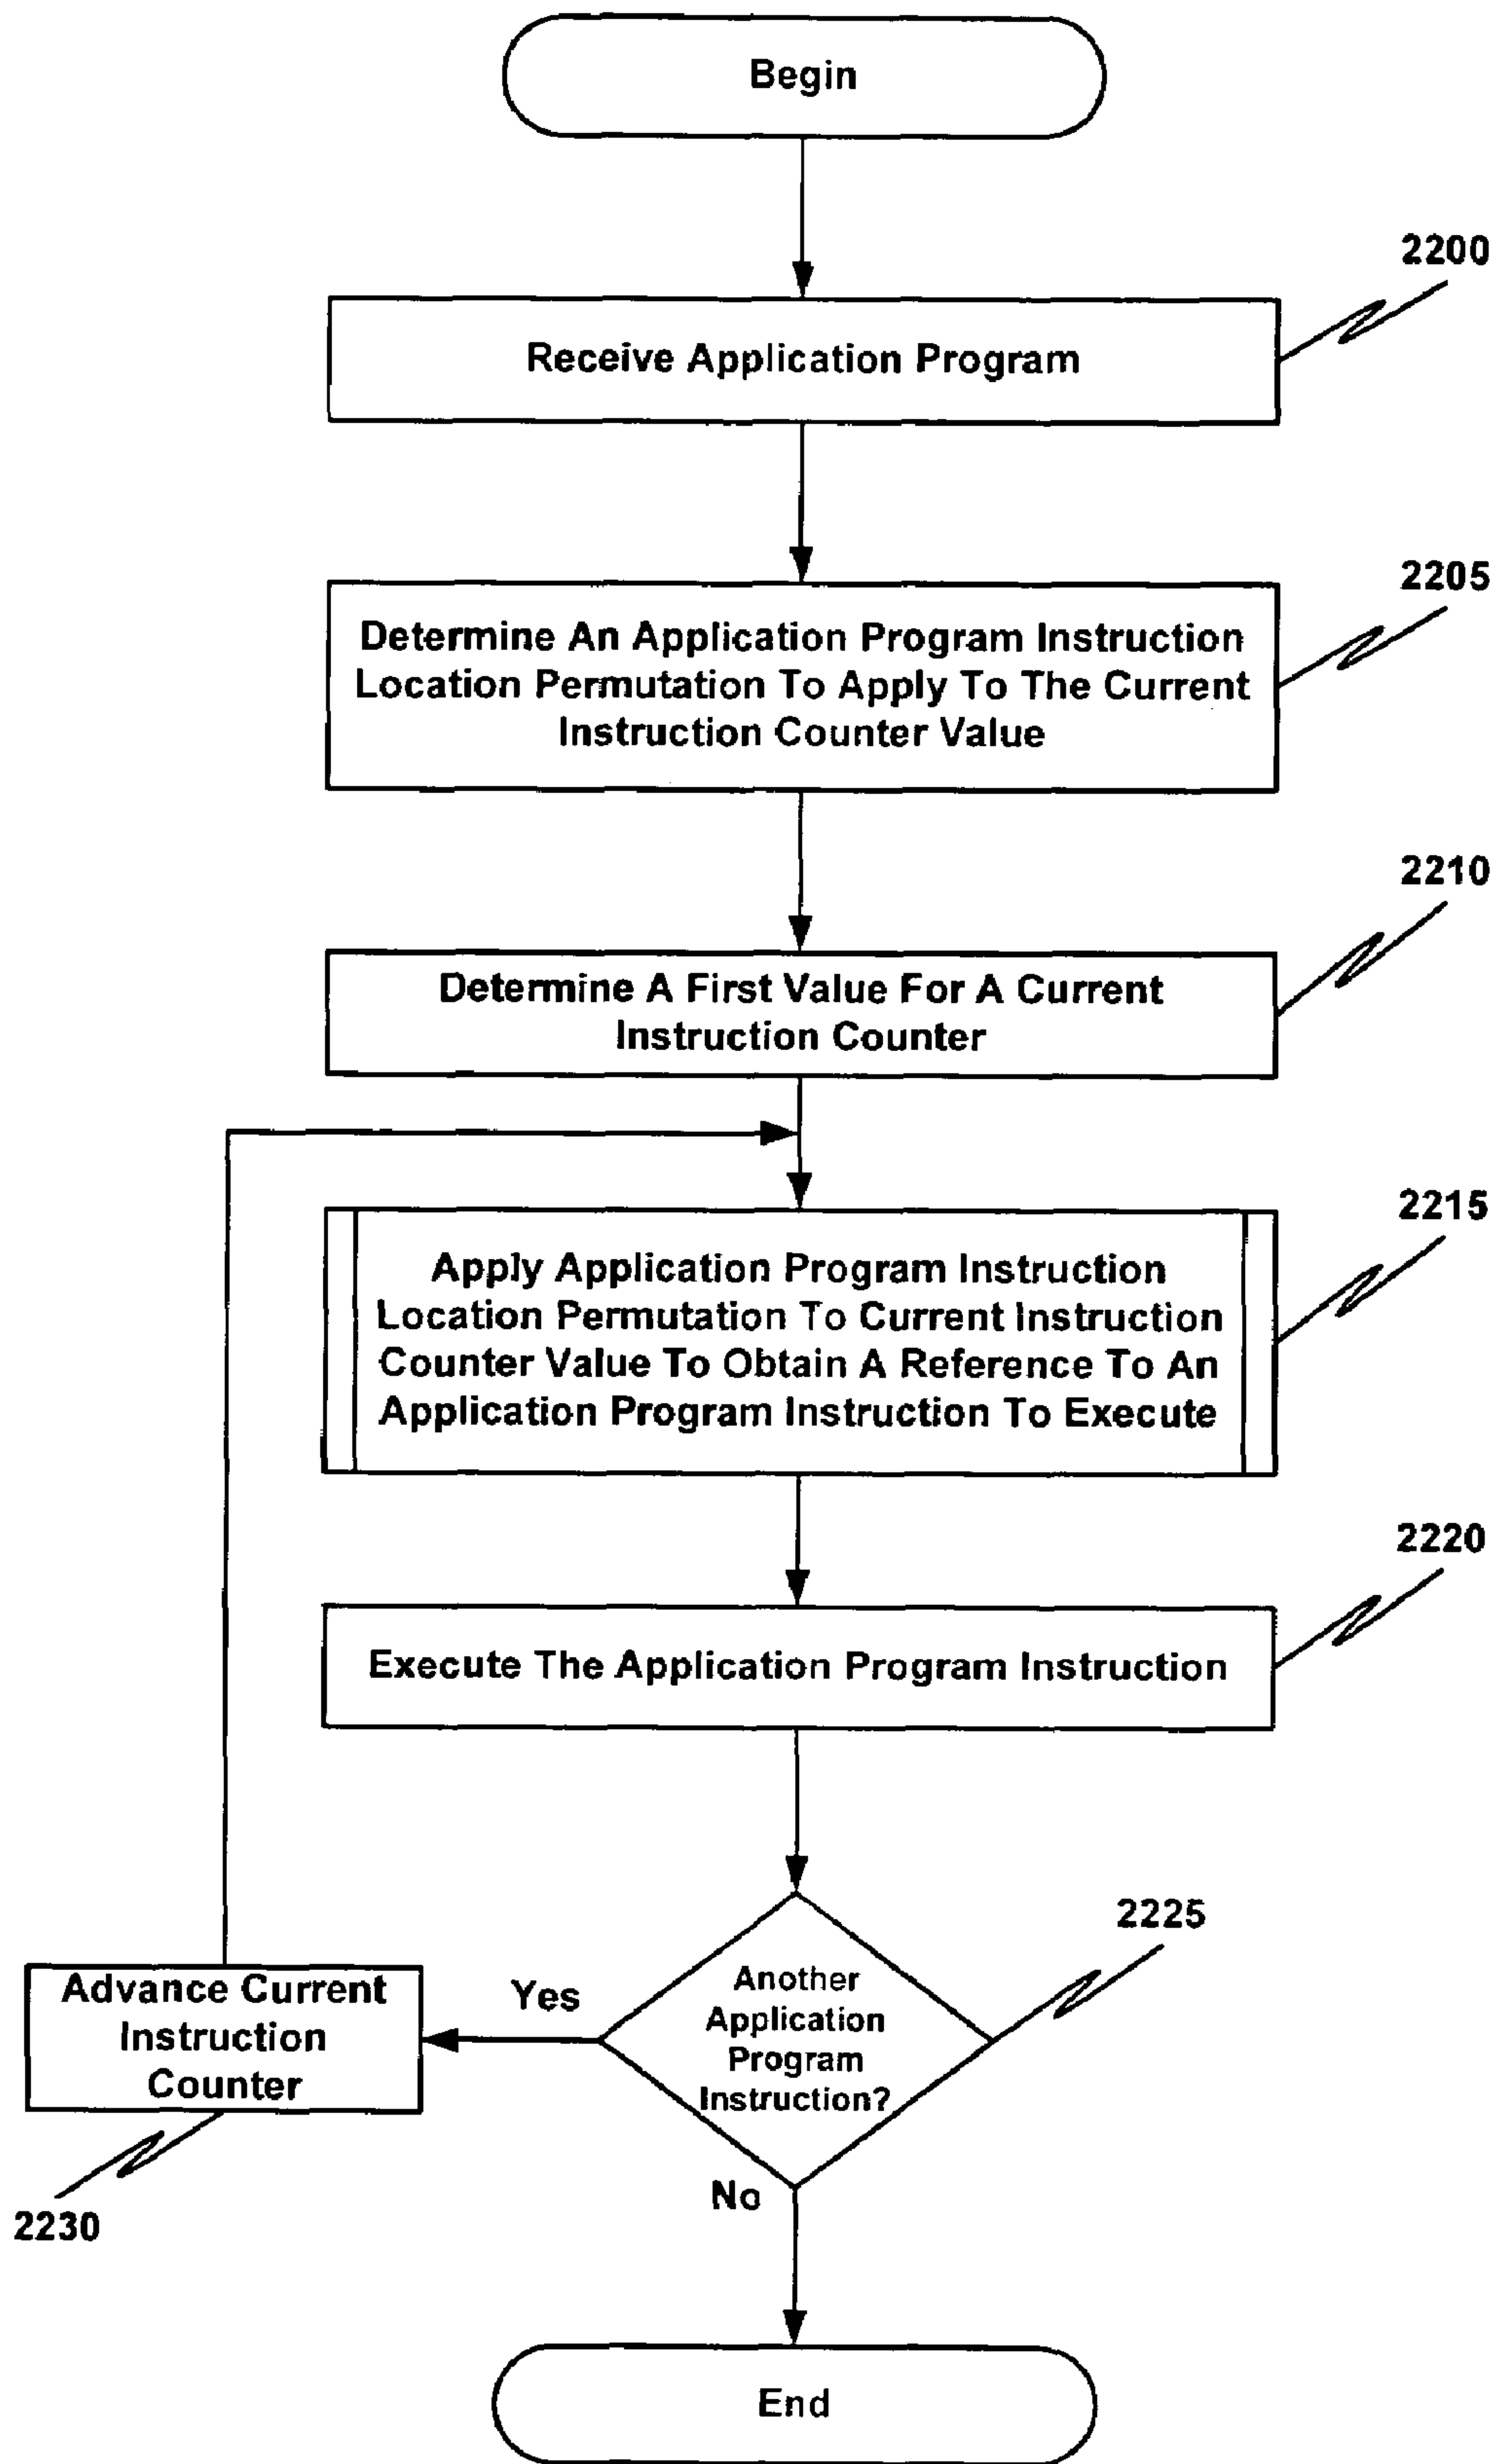 Begin
2200
Receive Application Program
2205
Determine An Application Program Instruction
Location Permutation To Apply To The Current
Instruction Counter Value
2210
Determine A First Value For A Current
Instruction Counter
2215
Apply Application Program Instruction
Location Permutation To Current Instruction
Counter Value To Obtain A Reference To An
Application Program Instruction To Execute
2220
Execute The Application Program Instruction
2225
Another
Application
Program
Instruction?
Yes
Advance Current
Instruction
Counter
2230
No
End